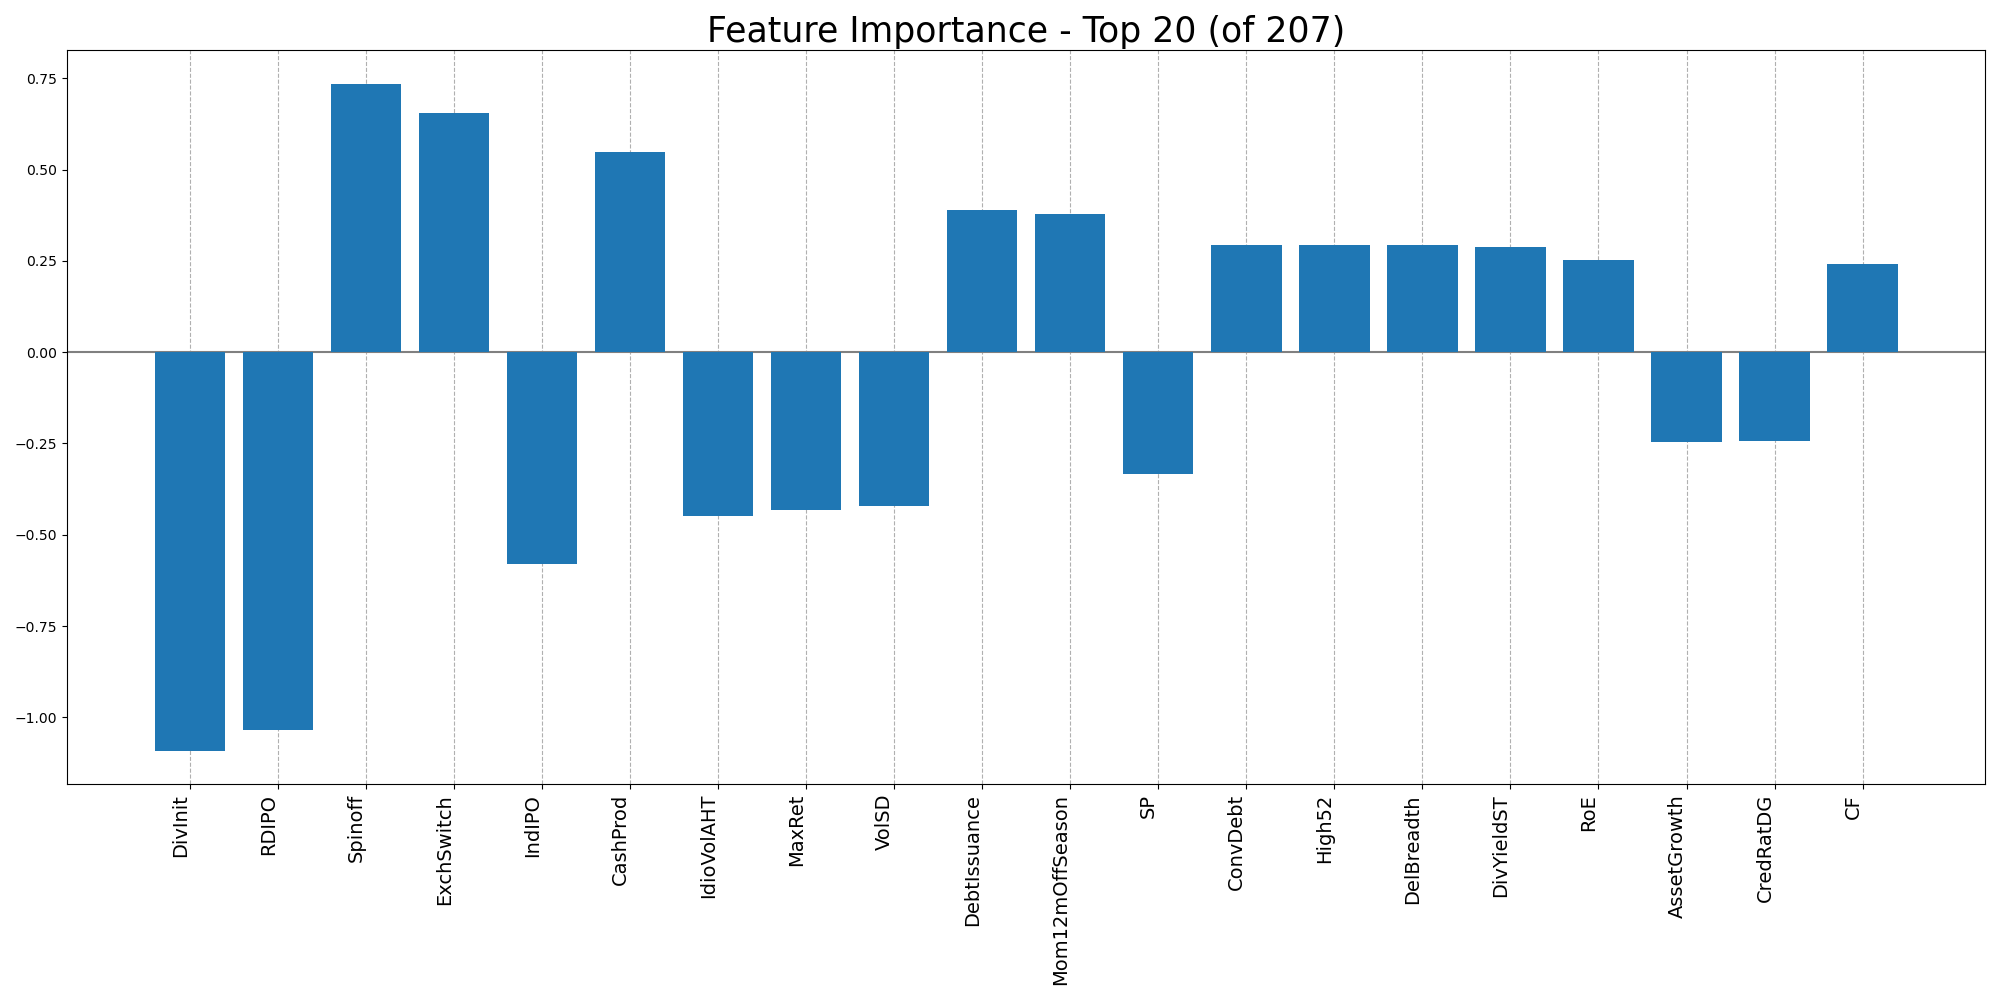 Feature Importance - Top 20 (of 207)
0.75
0.50
0.25
0.00
−0.25
−0.50
−0.75
−1.00
DivInit
RDIPO
Spinoff
ExchSwitch
IndIPO
CashProd
IdioVolAHT
MaxRet
VolSD
DebtIssuance
Mom12mOffSeason
SP
ConvDebt
High52
DelBreadth
DivYieldST
RoE
AssetGrowth
CredRatDG
CF